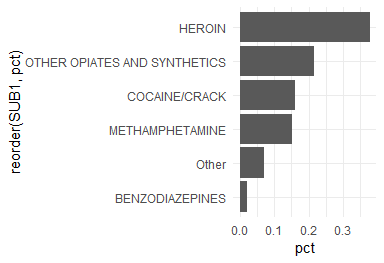 reorder(SUB1, pct)
HEROIN
OTHER OPIATES AND SYNTHETICS
COCAINE/CRACK
METHAMPHETAMINE
Other
BENZODIAZEPINES
0.0 0.1 0.2 0.3
pct